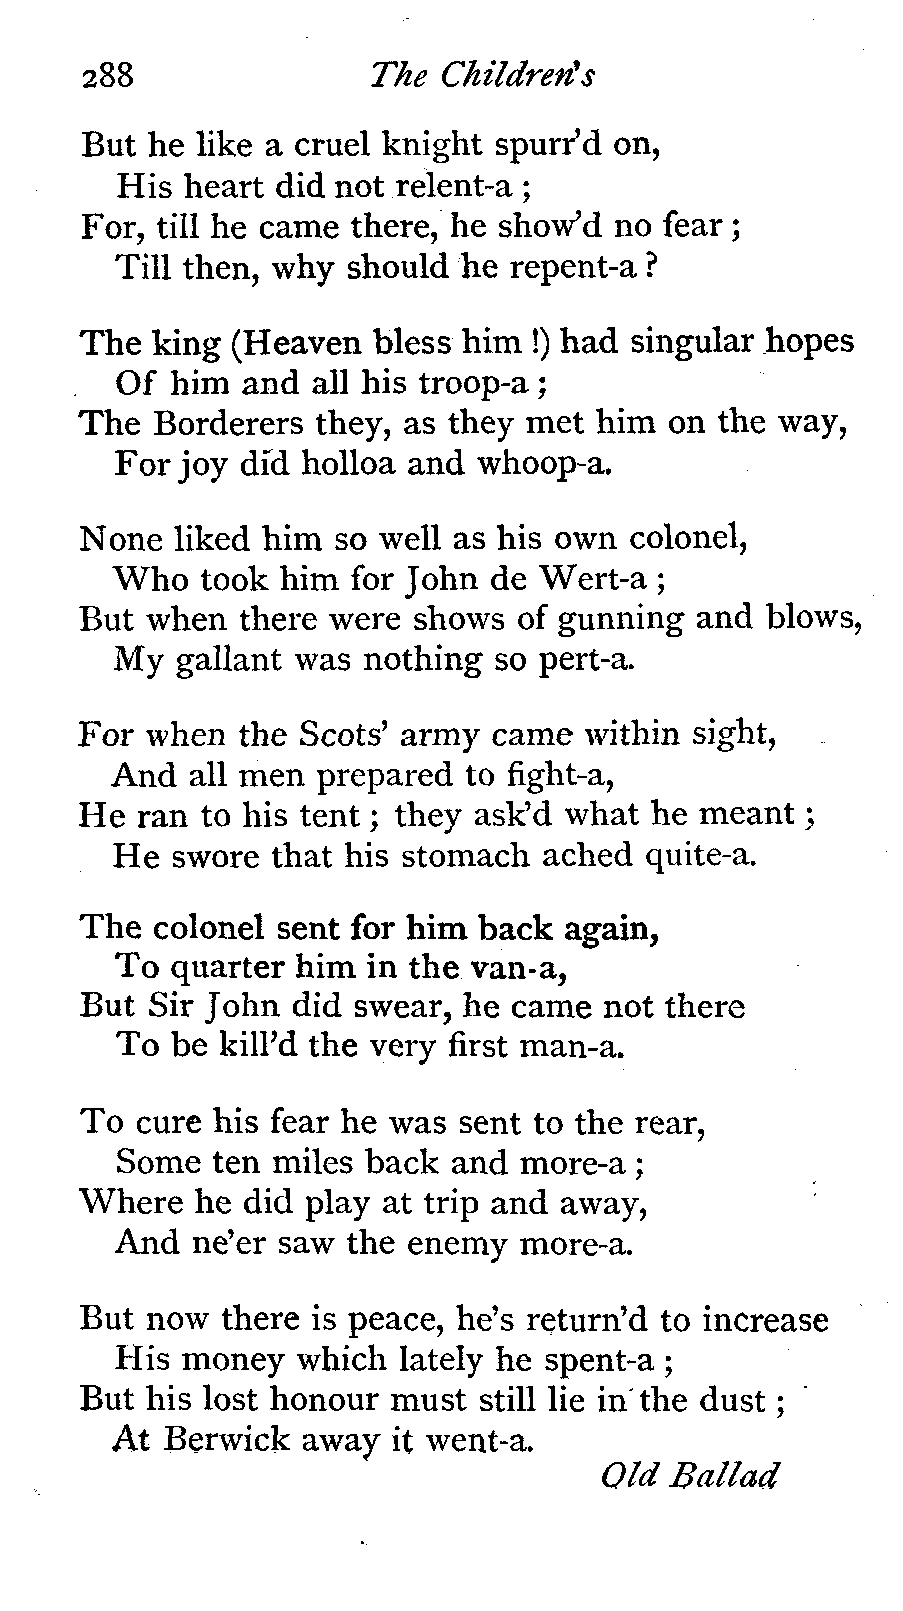 288 The Children's
But he like a cruel knight spurr'd on,
His heart did not relent-a ;
For, till he came there, he show'd no fear ;
Till then, why should he repent-a ?
The king (Heaven bless him !) had singular hopes
Of him and all his troop-a ;
The Borderers they, as they met him on the way,
For joy did holloa and whoop-a.
None liked him so well as his own colonel,
Who took him for John de Wert-a ;
But when there were shows of gunning and blows,
My gallant was nothing so pert-a.
For when the Scots' army came within sight,
And all men prepared to fight-a,
He ran to his tent ; they ask'd what he meant ;
He swore that his stomach ached quite-a.
The colonel sent for him back again,
To quarter him in the van-a,
But Sir John did swear, he came not there
To be kill'd the very first man-a.
To cure his fear he was sent to the rear,
Some ten miles back and more-a ;
Where he did play at trip and away,
And ne'er saw the enemy more-a.
But now there is peace, he's return'd to increase
His money which lately he spent-a ;
But his lost honour must still lie in the dust ;
At Berwick away it went-a.
Old Ballad